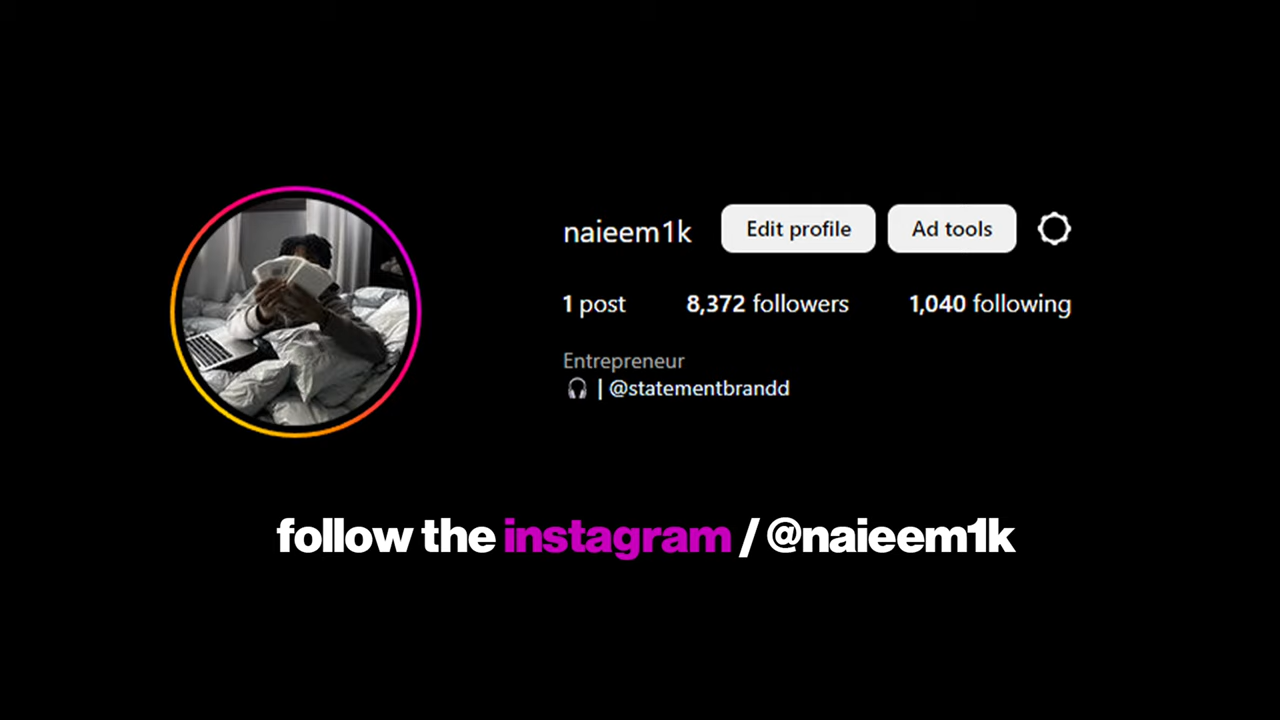 naieem1k Edit profile Ad tools
1 post 8,372 followers 1,040 following
Entrepreneur
🎧 | @statementbrandd
follow the instagram / @naieem1k